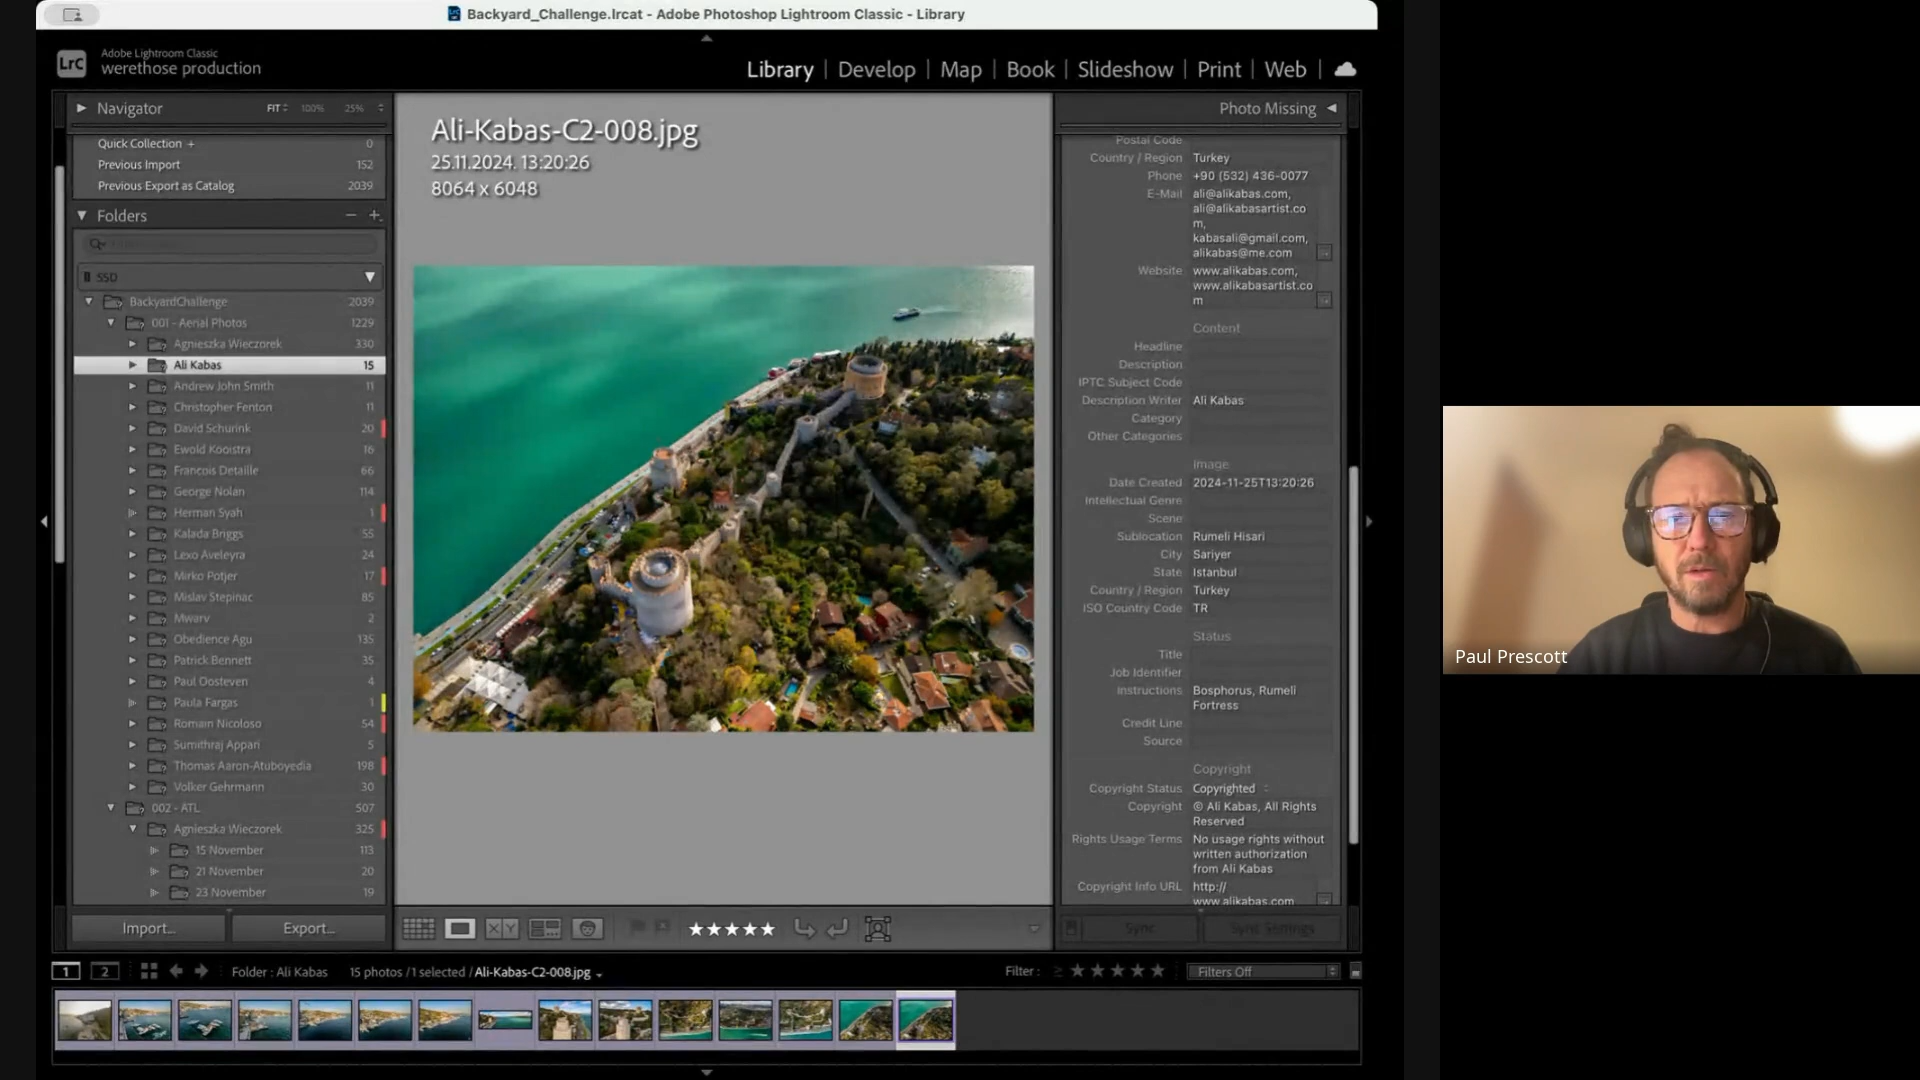 Backyard_Challenge.lrcat - Adobe Photoshop Lightroom Classic - Library
LrC
Adobe Lightroom Classic
werethose production
Library | Develop | Map | Book | Slideshow | Print | Web
Navigator FIT 100% 25%
Quick Collection + 0
Previous Import 152
Previous Export as Catalog 2039
Folders
SSD
BackyardChallenge 2039
001 - Aerial Photos 1229
Agnieszka Wieczorek 330
Ali Kabas 15
Andrew John Smith 11
Christopher Fenton 11
David Schurink 20
Ewold Kooistra 16
Francois Detaille 66
George Nolan 114
Herman Syah 1
Kalada Briggs 55
Lexo Aveleyra 24
Mirko Potjer 17
Mislav Stepinac 85
Mwarv 2
Obedience Agu 135
Patrick Bennett 35
Paul Oosteven 4
Paula Fargas 1
Romain Nicoloso 54
Sumithraj Appari 5
Thomas Aaron-Atuboyedia 198
Volker Gehrmann 30
002 - ATL 507
Agnieszka Wieczorek 325
15 November 113
21 November 20
23 November 19
Import...
Export...
Ali-Kabas-C2-008.jpg
25.11.2024. 13:20:26
8064 x 6048
Photo Missing
Postal Code
Country / Region Turkey
Phone +90 (532) 436-0077
E-Mail ali@alikabas.com,
ali@alikabasartist.co
m,
kabasali@gmail.com,
alikabas@me.com
Website www.alikabas.com,
www.alikabasartist.co
m
Content
Headline
Description
IPTC Subject Code
Description Writer Ali Kabas
Category
Other Categories
Image
Date Created 2024-11-25T13:20:26
Intellectual Genre
Scene
Sublocation Rumeli Hisari
City Sariyer
State Istanbul
Country / Region Turkey
ISO Country Code TR
Status
Title
Job Identifier
Instructions Bosphorus, Rumeli
Fortress
Credit Line
Source
Copyright
Copyright Status Copyrighted
Copyright © Ali Kabas, All Rights
Reserved
Rights Usage Terms No usage rights without
written authorization
from Ali Kabas
Copyright Info URL http://
www.alikabas.com
X Y
Sync
Sync Settings
1 2
Folder : Ali Kabas 15 photos / 1 selected / Ali-Kabas-C2-008.jpg
Filter : ≥ ★★★★★ Filters Off
Paul Prescott